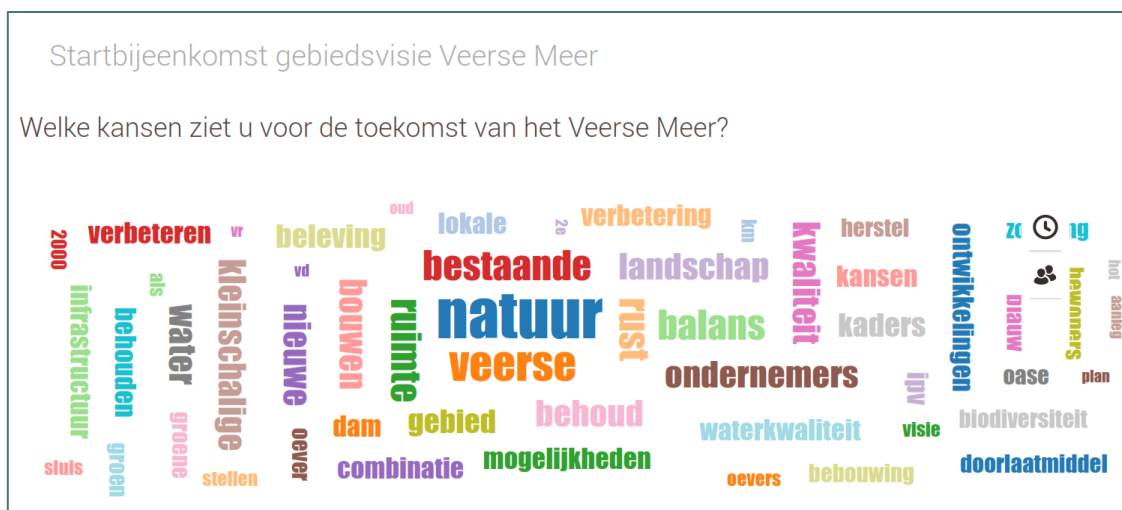 Startbijeenkomst gebiedsvisie Veerse Meer
Welke kansen ziet u voor de toekomst van het Veerse Meer?
oud
lokale
2e
verbetering
km
herstel
2000
verbeteren
vr
beleving
kwaliteit
ontwikkelingen
bestaande
landschap
kansen
als
kleinschalige
vd
bouwen
natuur
rust
balans
kaders
bewoners
aanleg
infrastructuur
behouden
water
nieuwe
ruimte
veerse
ondernemers
ipv
oase
plan
groene
dam
gebied
behoud
waterkwaliteit
visie
biodiversiteit
sluis
groen
stellen
oever
combinatie
mogelijkheden
oevers
bebouwing
doorlaatmiddel